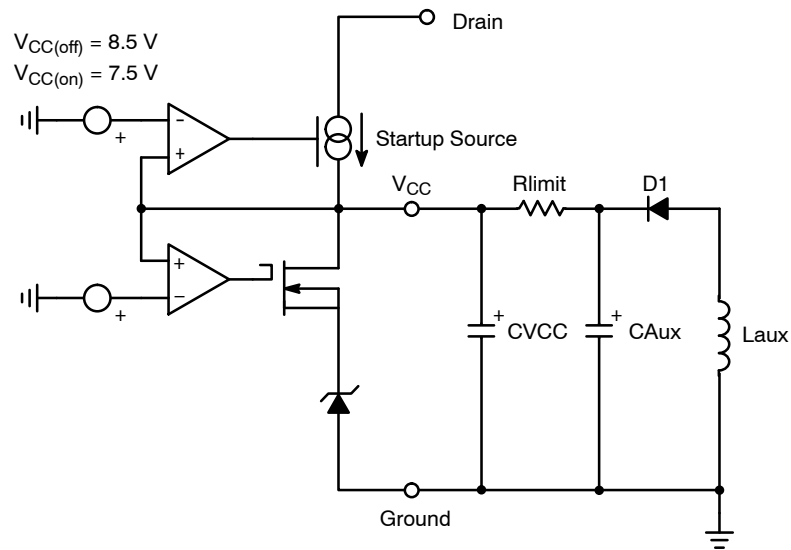 Drain
V_CC(off) = 8.5 V
V_CC(on) = 7.5 V
−
+
+
Startup Source
V_CC
Rlimit
D1
+
−
+
+
CVCC
+
CAux
Laux
Ground